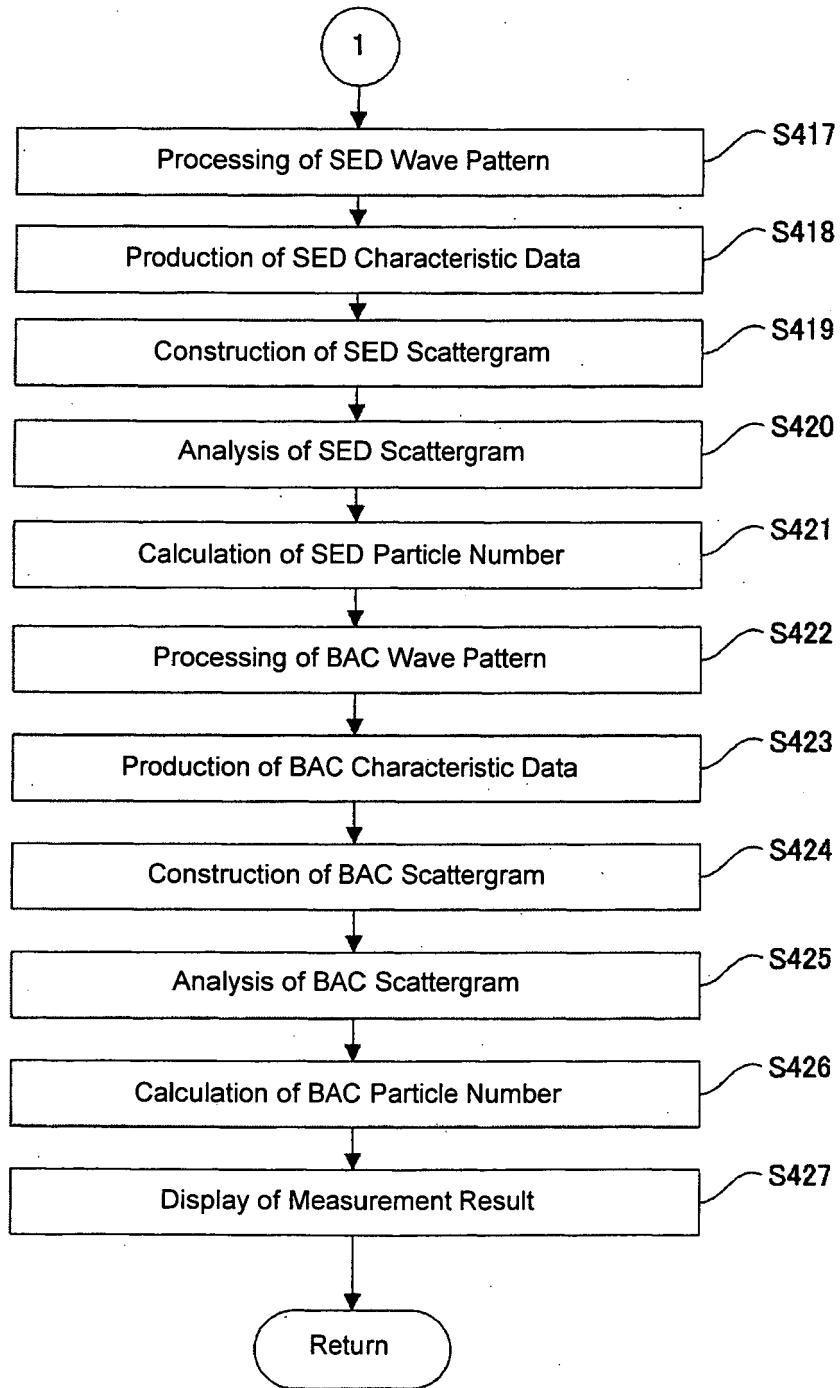 1
Processing of SED Wave Pattern
S417
Production of SED Characteristic Data
S418
Construction of SED Scattergram
S419
Analysis of SED Scattergram
S420
Calculation of SED Particle Number
S421
Processing of BAC Wave Pattern
S422
Production of BAC Characteristic Data
S423
Construction of BAC Scattergram
S424
Analysis of BAC Scattergram
S425
Calculation of BAC Particle Number
S426
Display of Measurement Result
S427
Return